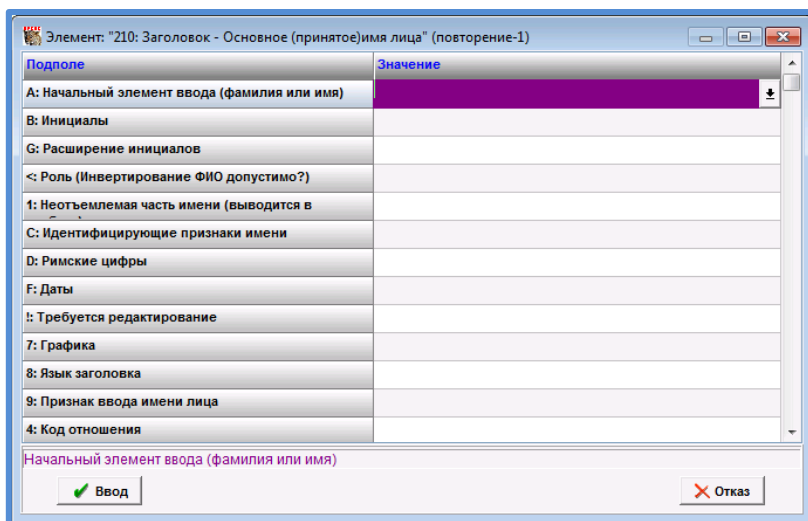 Элемент: "210: Заголовок - Основное (принятое)имя лица" (повторение-1)
Подполе Значение
A: Начальный элемент ввода (фамилия или имя)
B: Инициалы
G: Расширение инициалов
<: Роль (Инвертирование ФИО допустимо?)
1: Неотъемлемая часть имени (выводится в
C: Идентифицирующие признаки имени
D: Римские цифры
F: Даты
!: Требуется редактирование
7: Графика
8: Язык заголовка
9: Признак ввода имени лица
4: Код отношения
Начальный элемент ввода (фамилия или имя)
Ввод Отказ